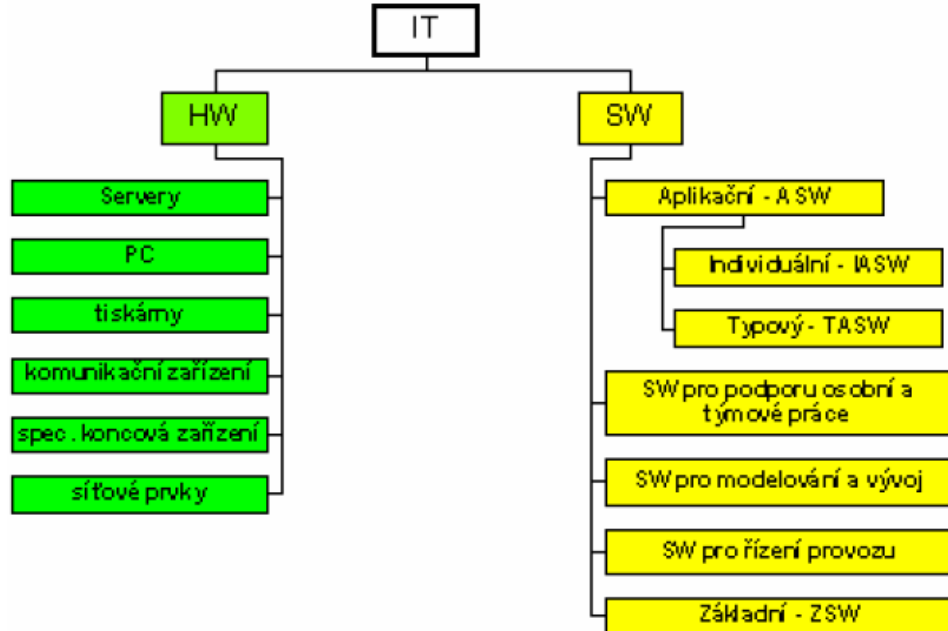 IT
HW
SW
Servery
PC
tiskárny
komunikační zařízení
spec. koncová zařízení
síťové prvky
Aplikační - ASW
Individuální - IASW
Typový - TASW
SW pro podporu osobní a
týmové práce
SW pro modelování a vývoj
SW pro řízení provozu
Základní - ZSW